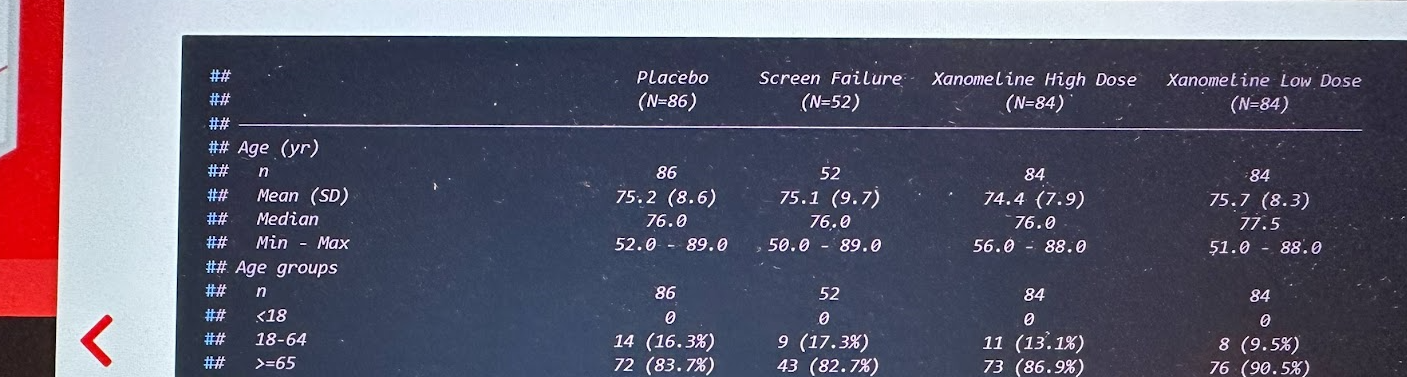 ## Placebo Screen Failure Xanomeline High Dose Xanomeline Low Dose
## (N=86) (N=52) (N=84) (N=84)
##
## Age (yr)
## n 86 52 84 84
## Mean (SD) 75.2 (8.6) 75.1 (9.7) 74.4 (7.9) 75.7 (8.3)
## Median 76.0 76.0 76.0 77.5
## Min - Max 52.0 - 89.0 50.0 - 89.0 56.0 - 88.0 51.0 - 88.0
## Age groups
## n 86 52 84 84
## <18 0 0 0 0
## 18-64 14 (16.3%) 9 (17.3%) 11 (13.1%) 8 (9.5%)
## >=65 72 (83.7%) 43 (82.7%) 73 (86.9%) 76 (90.5%)